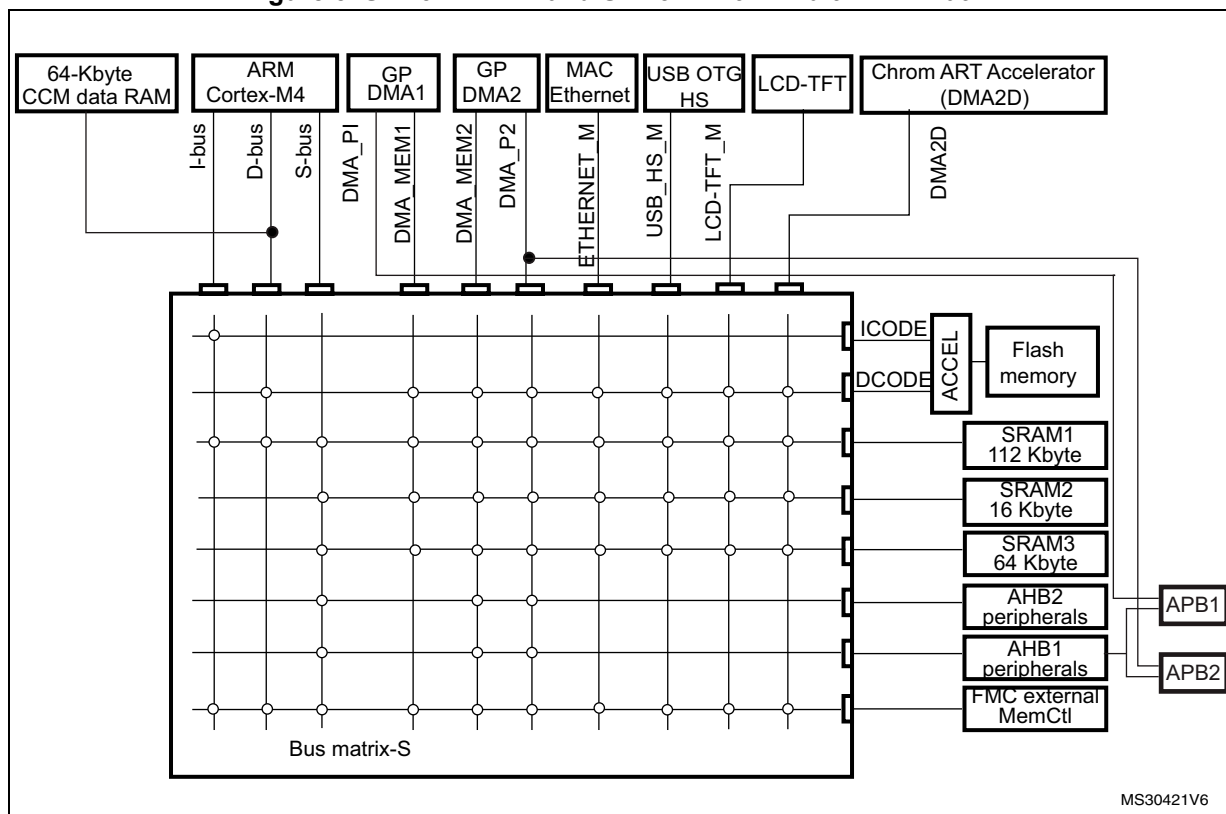 64-Kbyte
CCM data RAM
ARM
Cortex-M4
GP
DMA1
GP
DMA2
MAC
Ethernet
USB OTG
HS
LCD-TFT
Chrom ART Accelerator
(DMA2D)
I-bus
D-bus
S-bus
DMA_PI
DMA_MEM1
DMA_MEM2
DMA_P2
ETHERNET_M
USB_HS_M
LCD-TFT_M
DMA2D
ICODE
DCODE
ACCEL
Flash
memory
SRAM1
112 Kbyte
SRAM2
16 Kbyte
SRAM3
64 Kbyte
AHB2
peripherals
AHB1
peripherals
FMC external
MemCtl
APB1
APB2
Bus matrix-S
MS30421V6